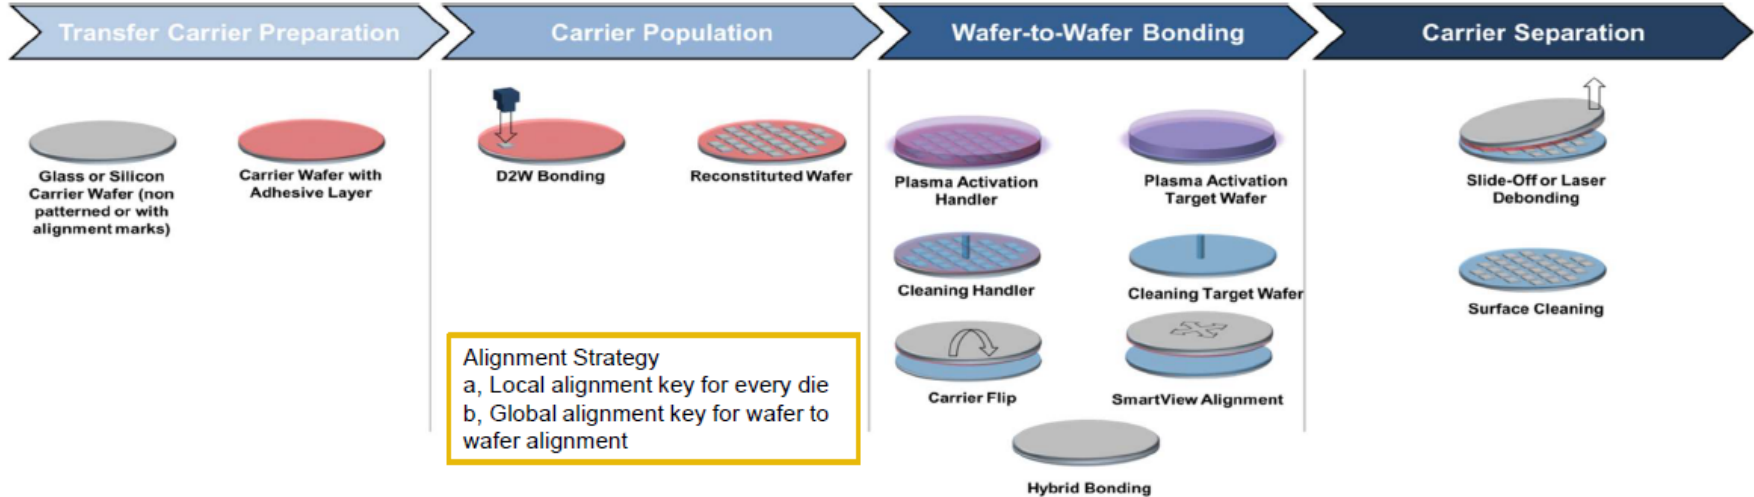 Transfer Carrier Preparation
Carrier Population
Wafer-to-Wafer Bonding
Carrier Separation
Glass or Silicon
Carrier Wafer (non
patterned or with
alignment marks)
Carrier Wafer with
Adhesive Layer
D2W Bonding
Reconstituted Wafer
Alignment Strategy
a, Local alignment key for every die
b, Global alignment key for wafer to
wafer alignment
Plasma Activation
Handler
Plasma Activation
Target Wafer
Cleaning Handler
Cleaning Target Wafer
Carrier Flip
SmartView Alignment
Hybrid Bonding
Slide-Off or Laser
Debonding
Surface Cleaning